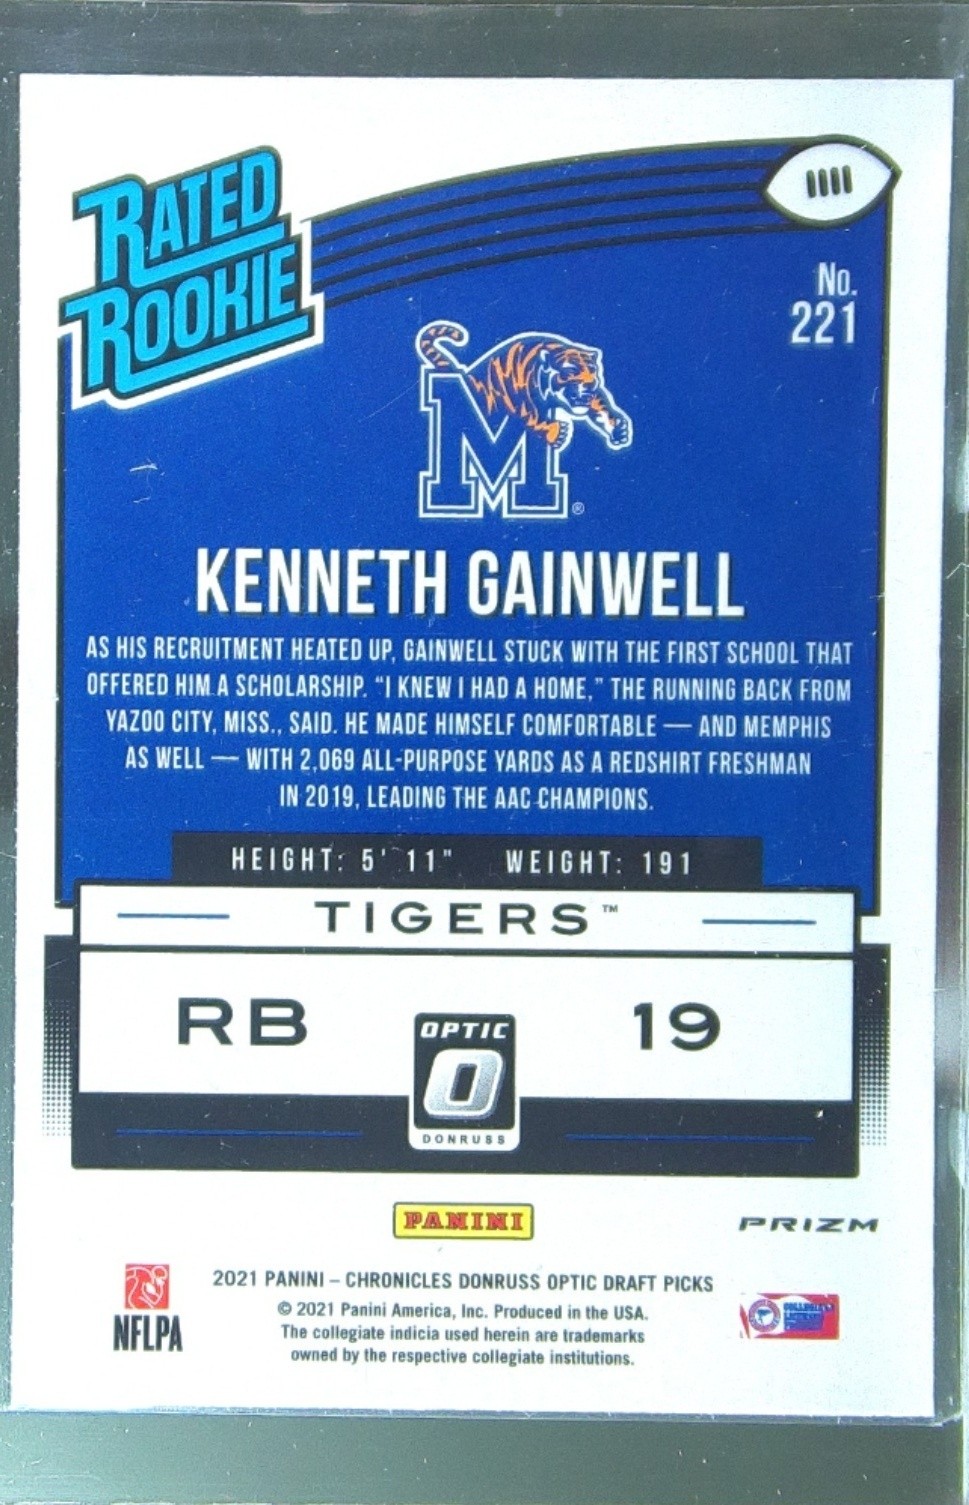 RATED
ROOKIE
No.
221
M
®
KENNETH GAINWELL
AS HIS RECRUITMENT HEATED UP, GAINWELL STUCK WITH THE FIRST SCHOOL THAT
OFFERED HIM A SCHOLARSHIP. “I KNEW I HAD A HOME,” THE RUNNING BACK FROM
YAZOO CITY, MISS., SAID. HE MADE HIMSELF COMFORTABLE — AND MEMPHIS
AS WELL — WITH 2,069 ALL-PURPOSE YARDS AS A REDSHIRT FRESHMAN
IN 2019, LEADING THE AAC CHAMPIONS.
HEIGHT: 5' 11" WEIGHT: 191
TIGERS™
RB 19
OPTIC
O
DONRUSS
PANINI
PRIZM
NFLPA
2021 PANINI – CHRONICLES DONRUSS OPTIC DRAFT PICKS
© 2021 Panini America, Inc. Produced in the USA.
The collegiate indicia used herein are trademarks
owned by the respective collegiate institutions.